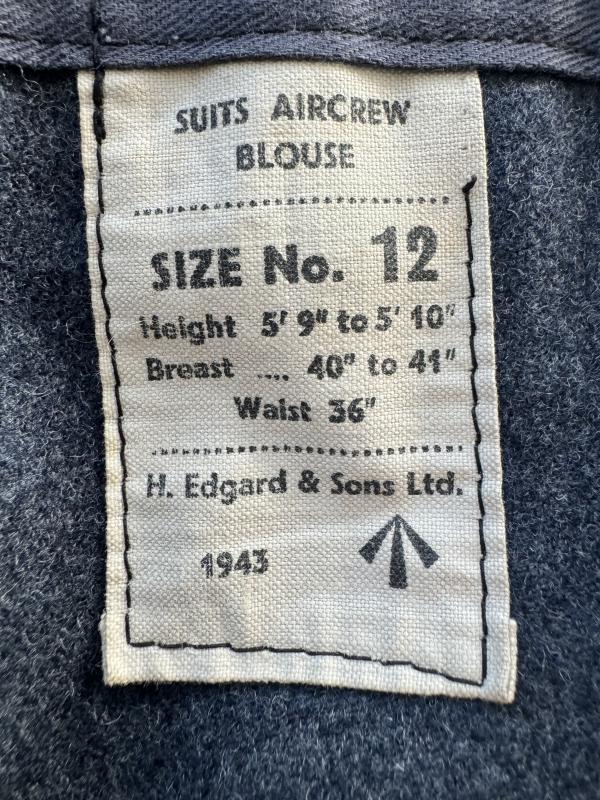 SUITS AIRCREW
BLOUSE
SIZE No. 12
Height 5' 9" to 5' 10"
Breast .... 40" to 41"
Waist 36"
H. Edgard & Sons Ltd.
1943